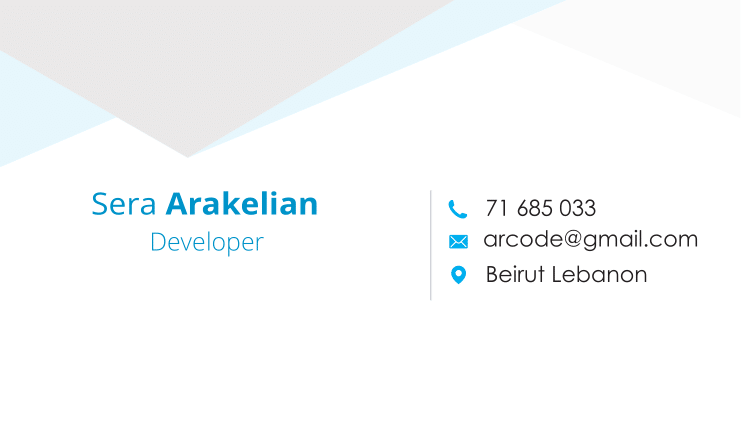 Sera Arakelian
Developer
71 685 033
arcode@gmail.com
Beirut Lebanon